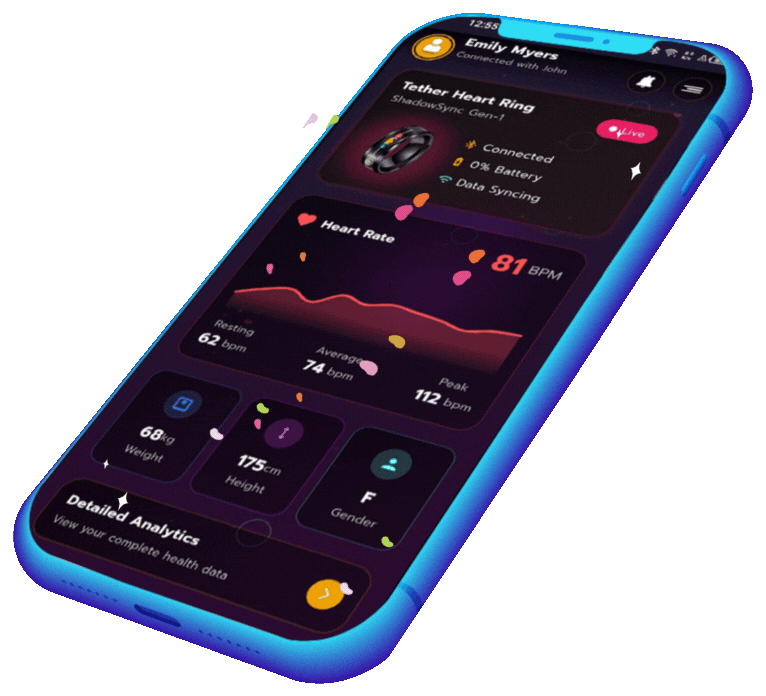 12:55
Emily Myers
Connected with John
Tether Heart Ring
ShadowSync Gen-1
Live
Connected
0% Battery
Data Syncing
Heart Rate
81 BPM
Resting
62 bpm
Average
74 bpm
Peak
112 bpm
68kg
Weight
175cm
Height
F
Gender
Detailed Analytics
View your complete health data